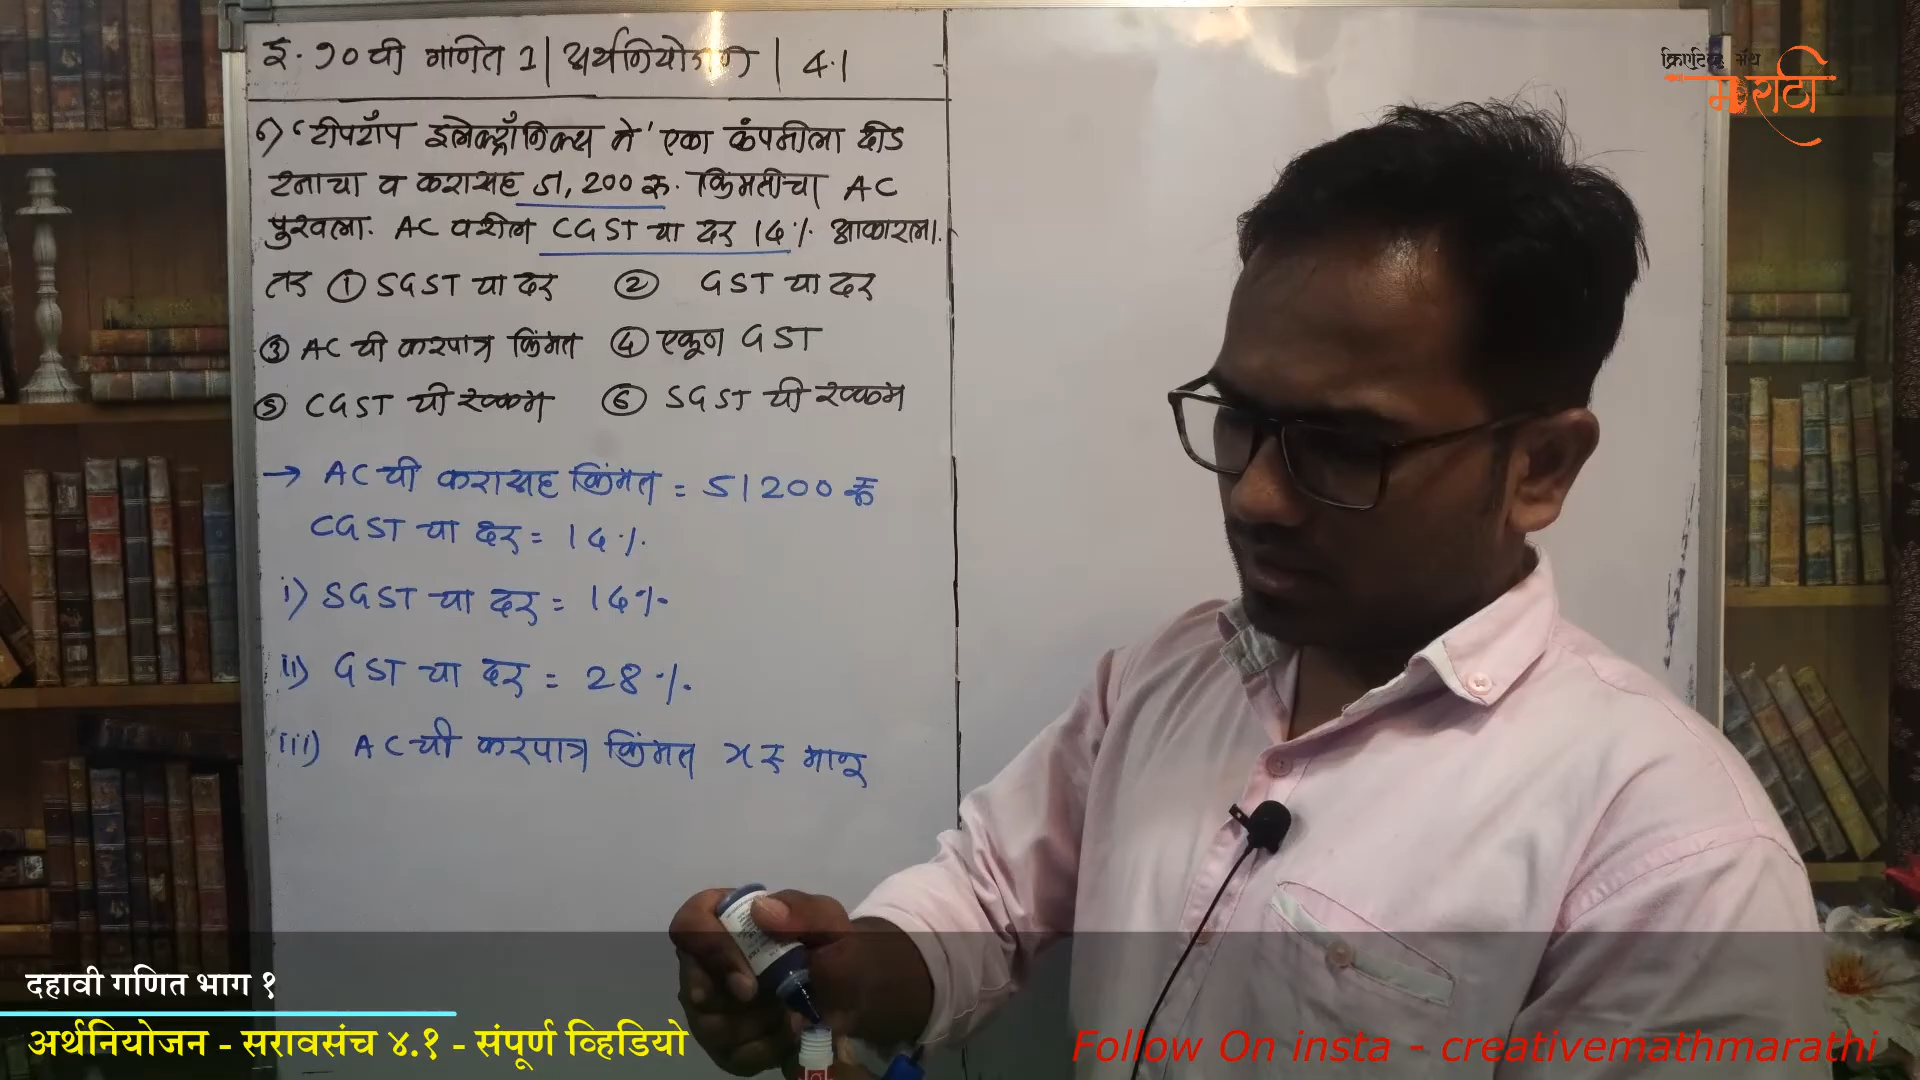 इ. १० वी गणित 1 | अर्थनियोजन | 4.1
६) 'टीपटॉप इलेक्ट्रॉनिक्स ने' एका कंपनीला दीड
टनाचा व करासह 51,200 रु. किमतीचा AC
पुरवला. AC वरील CGST चा दर 14% आकारला.
तर ① SGST चा दर ② GST चा दर
③ AC ची करपात्र किंमत ④ एकूण GST
⑤ CGST ची रक्कम ⑥ SGST ची रक्कम
→ AC ची करासह किंमत = 51200 रु
CGST चा दर = 14%.
i) SGST चा दर = 14%.
ii) GST चा दर = 28%.
iii) AC ची करपात्र किंमत x रु मानू
क्रिएटिव्ह मॅथ
मराठी
दहावी गणित भाग १
अर्थनियोजन - सरावसंच ४.१ - संपूर्ण व्हिडियो
Follow On insta - creativemathmarathi